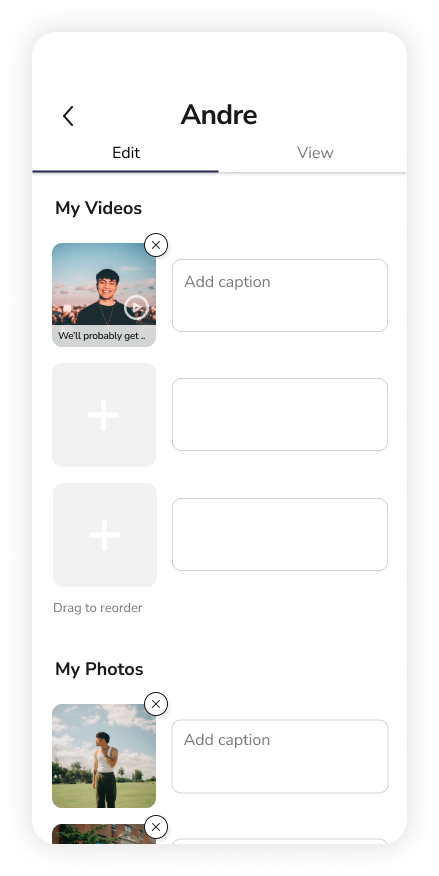 Andre
Edit
View
My Videos
Add caption
We'll probably get ..
Drag to reorder
My Photos
Add caption